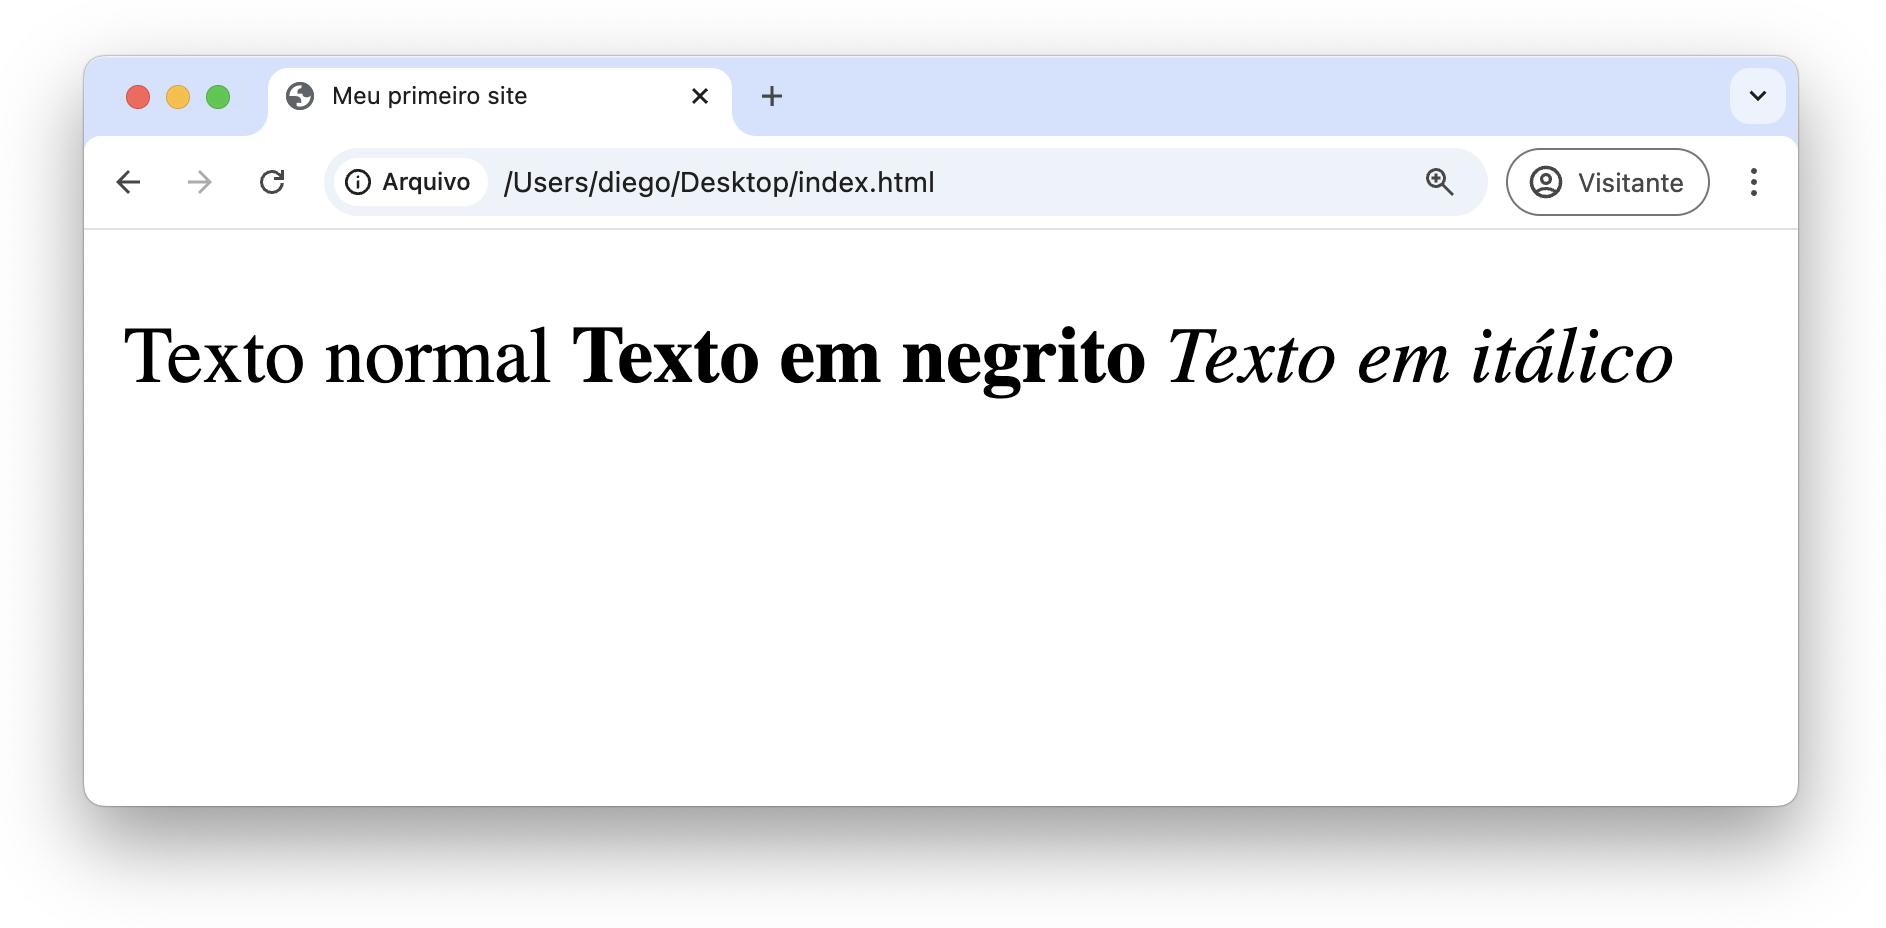 Meu primeiro site
Arquivo /Users/diego/Desktop/index.html Visitante
Texto normal Texto em negrito Texto em itálico